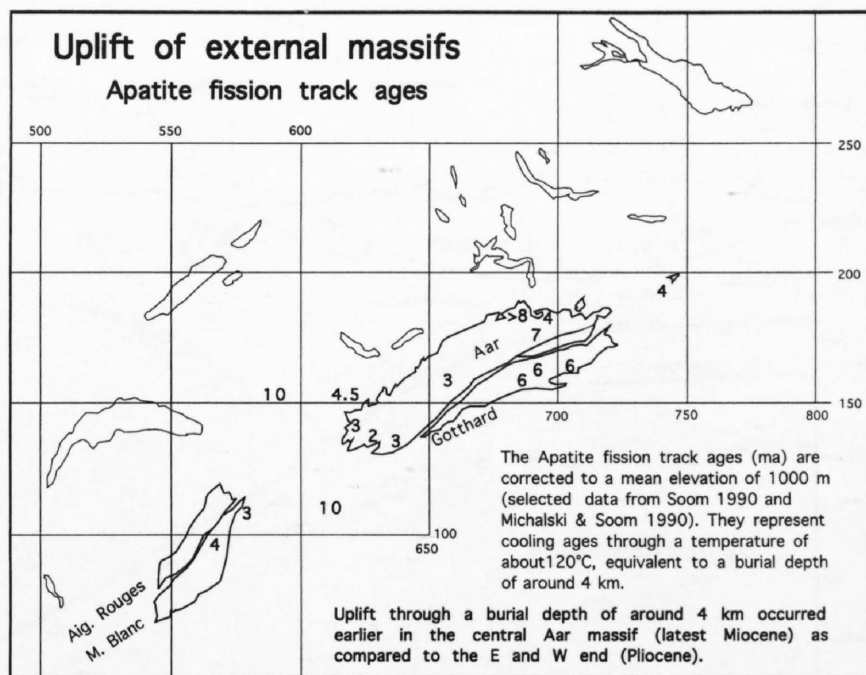 Uplift of external massifs
Apatite fission track ages
500
550
600
700
750
800
250
200
4
>8
4
7
Aar
3
6
6
6
4.5
10
150
700
750
800
3
3
Gotthard
The Apatite fission track ages (ma) are
corrected to a mean elevation of 1000 m
(selected data from Soom 1990 and
Michalski & Soom 1990). They represent
cooling ages through a temperature of
about120°C, equivalent to a burial depth
of around 4 km.
10
3
4
100
650
Aig. Rouges
M. Blanc
Uplift through a burial depth of around 4 km occurred
earlier in the central Aar massif (latest Miocene) as
compared to the E and W end (Pliocene).